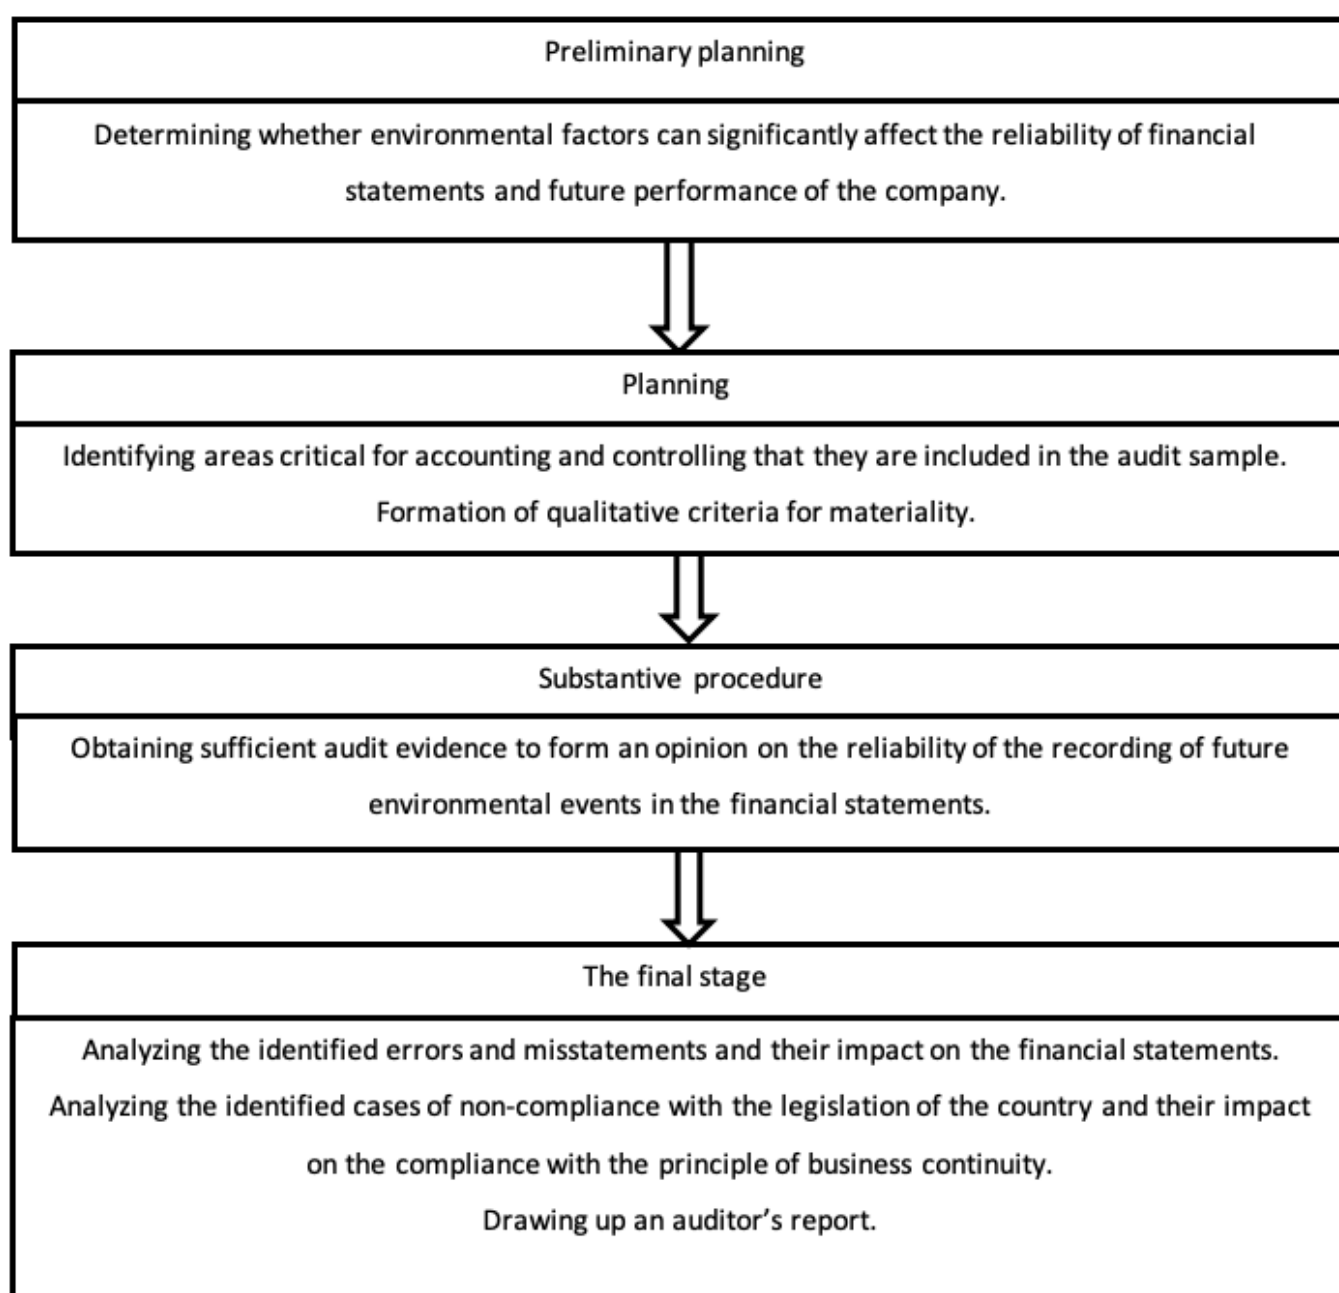 Preliminary planning
Determining whether environmental factors can significantly affect the reliability of financial
statements and future performance of the company.
Planning
Identifying areas critical for accounting and controlling that they are included in the audit sample.
Formation of qualitative criteria for materiality.
Substantive procedure
Obtaining sufficient audit evidence to form an opinion on the reliability of the recording of future
environmental events in the financial statements.
The final stage
Analyzing the identified errors and misstatements and their impact on the financial statements.
Analyzing the identified cases of non-compliance with the legislation of the country and their impact
on the compliance with the principle of business continuity.
Drawing up an auditor’s report.